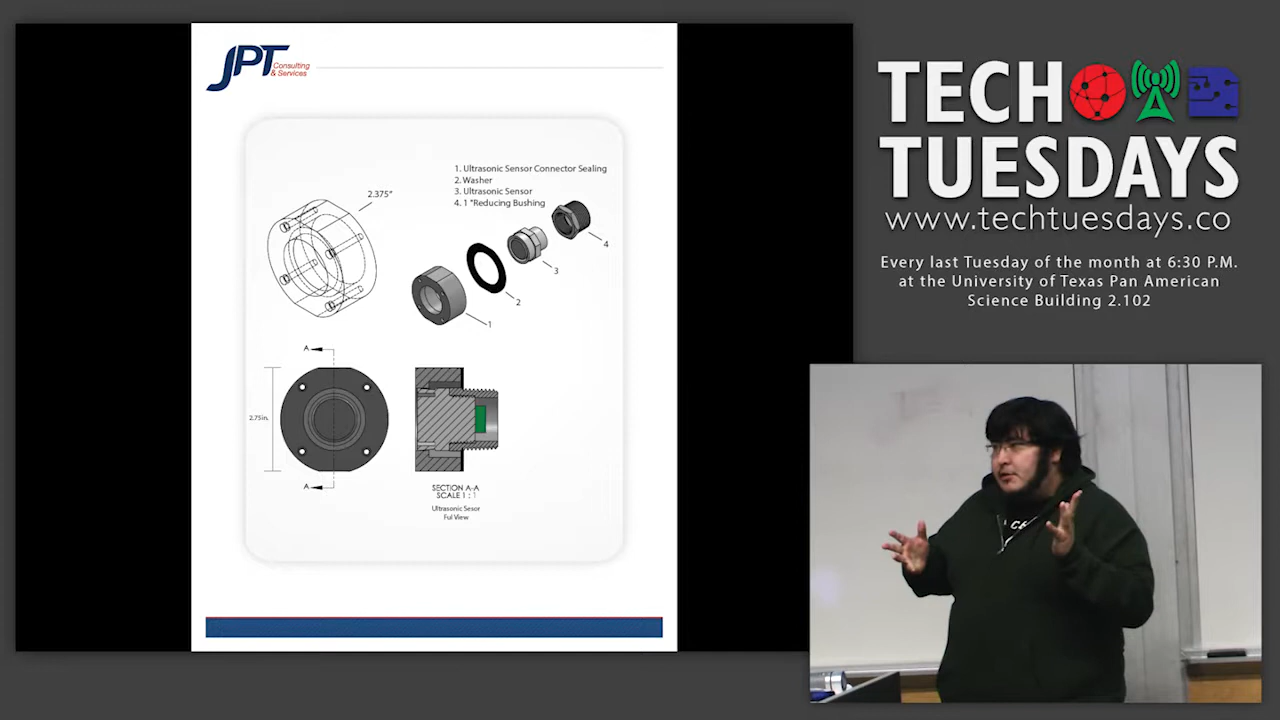 JPT
Consulting
& Services
1. Ultrasonic Sensor Connector Sealing
2. Washer
3. Ultrasonic Sensor
4. 1 "Reducing Bushing
2.375"
4
3
2
1
A
2.75in.
A
SECTION A-A
SCALE 1 : 1
Ultrasonic Sesor
Ful View
TECH
TUESDAYS
www.techtuesdays.co
Every last Tuesday of the month at 6:30 P.M.
at the University of Texas Pan American
Science Building 2.102